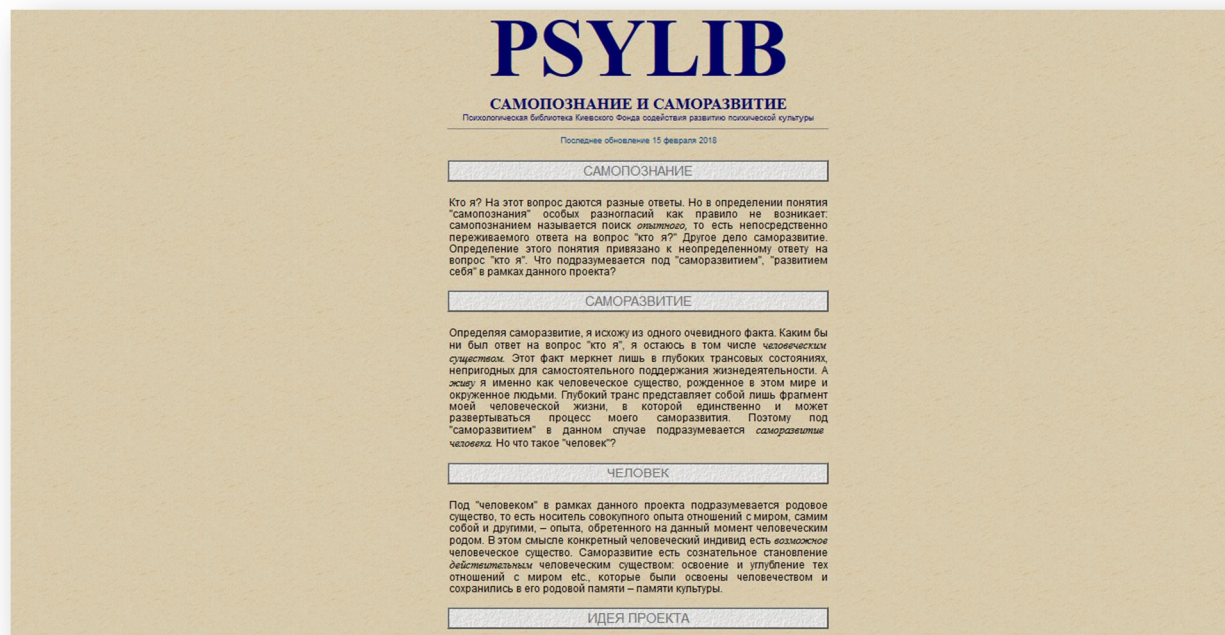 PSYLIB
САМОПОЗНАНИЕ И САМОРАЗВИТИЕ
Психологическая библиотека Киевского Фонда содействия развитию психической культуры
Последнее обновление 15 февраля 2018
САМОПОЗНАНИЕ
Кто я? На этот вопрос даются разные ответы. Но в определении понятия
"самопознания" особых разногласий как правило не возникает:
самопознанием называется поиск опытного, то есть непосредственно
переживаемого ответа на вопрос "кто я?" Другое дело саморазвитие.
Определение этого понятия привязано к неопределенному ответу на
вопрос "кто я". Что подразумевается под "саморазвитием", "развитием
себя" в рамках данного проекта?
САМОРАЗВИТИЕ
Определяя саморазвитие, я исхожу из одного очевидного факта. Каким бы
ни был ответ на вопрос "кто я", я остаюсь в том числе человеческим
существом. Этот факт меркнет лишь в глубоких трансовых состояниях,
непригодных для самостоятельного поддержания жизнедеятельности. А
живу я именно как человеческое существо, рожденное в этом мире и
окруженное людьми. Глубокий транс представляет собой лишь фрагмент
моей человеческой жизни, в которой единственно и может
развертываться процесс моего саморазвития. Поэтому под
"саморазвитием" в данном случае подразумевается саморазвитие
человека. Но что такое "человек"?
ЧЕЛОВЕК
Под "человеком" в рамках данного проекта подразумевается родовое
существо, то есть носитель совокупного опыта отношений с миром, самим
собой и другими, – опыта, обретенного на данный момент человеческим
родом. В этом смысле конкретный человеческий индивид есть возможное
человеческое существо. Саморазвитие есть сознательное становление
действительным человеческим существом: освоение и углубление тех
отношений с миром etc., которые были освоены человечеством и
сохранились в его родовой памяти – памяти культуры.
ИДЕЯ ПРОЕКТА